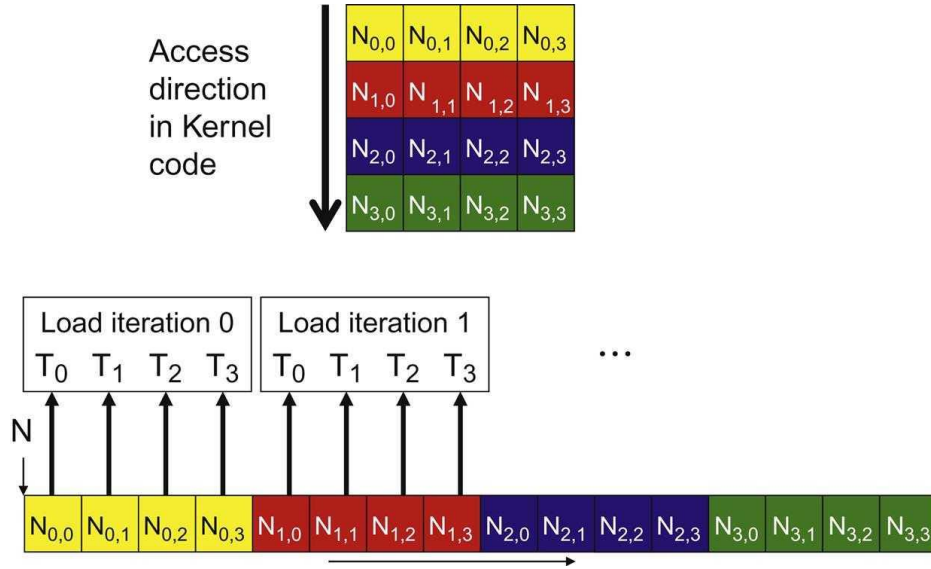 Access
direction
in Kernel
code
N0,0 N0,1 N0,2 N0,3
N1,0 N1,1 N1,2 N1,3
N2,0 N2,1 N2,2 N2,3
N3,0 N3,1 N3,2 N3,3
Load iteration 0
T0 T1 T2 T3
Load iteration 1
T0 T1 T2 T3
...
N
N0,0 N0,1 N0,2 N0,3 N1,0 N1,1 N1,2 N1,3 N2,0 N2,1 N2,2 N2,3 N3,0 N3,1 N3,2 N3,3